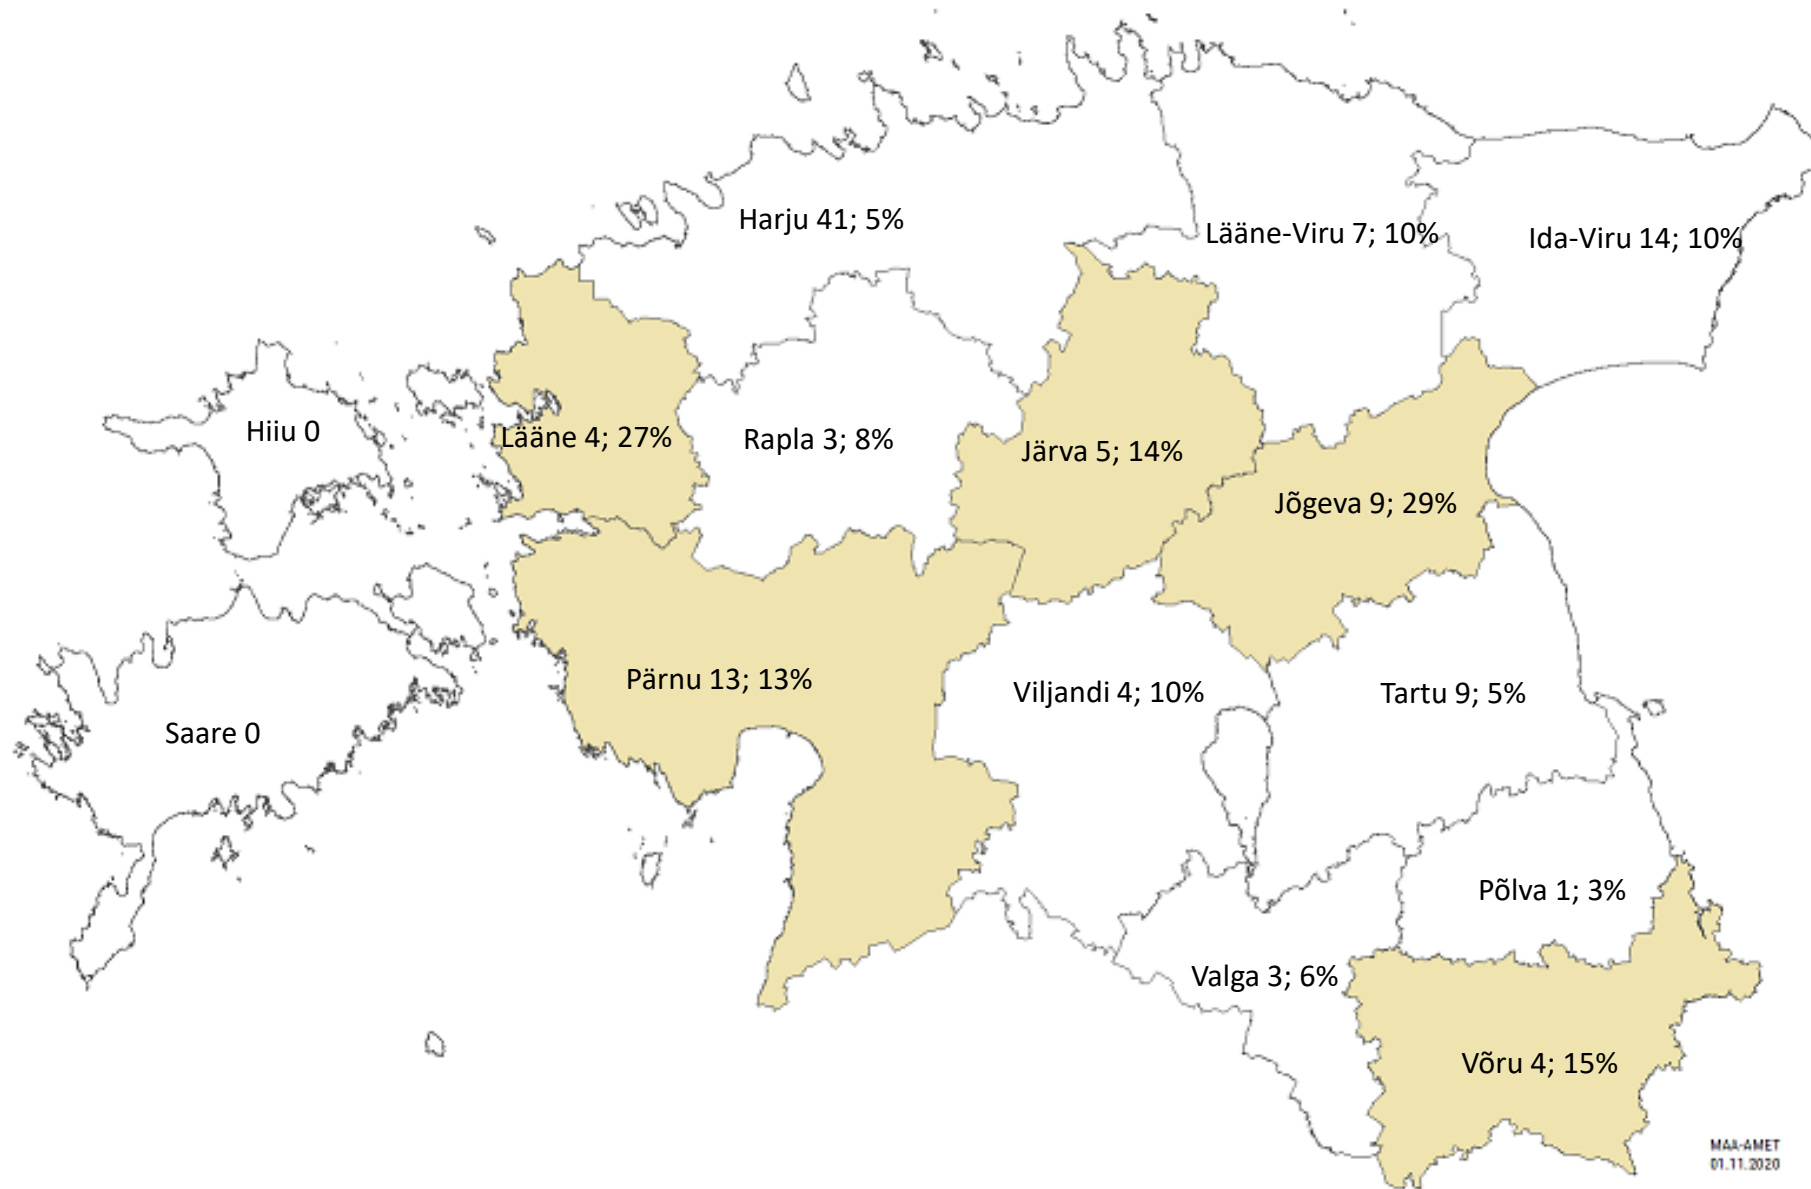 Harju 41; 5%
Lääne-Viru 7; 10%
Ida-Viru 14; 10%
Hiiu 0
Lääne 4; 27%
Rapla 3; 8%
Järva 5; 14%
Jõgeva 9; 29%
Saare 0
Pärnu 13; 13%
Viljandi 4; 10%
Tartu 9; 5%
Põlva 1; 3%
Valga 3; 6%
Võru 4; 15%
MAA-AMET
01.11.2020